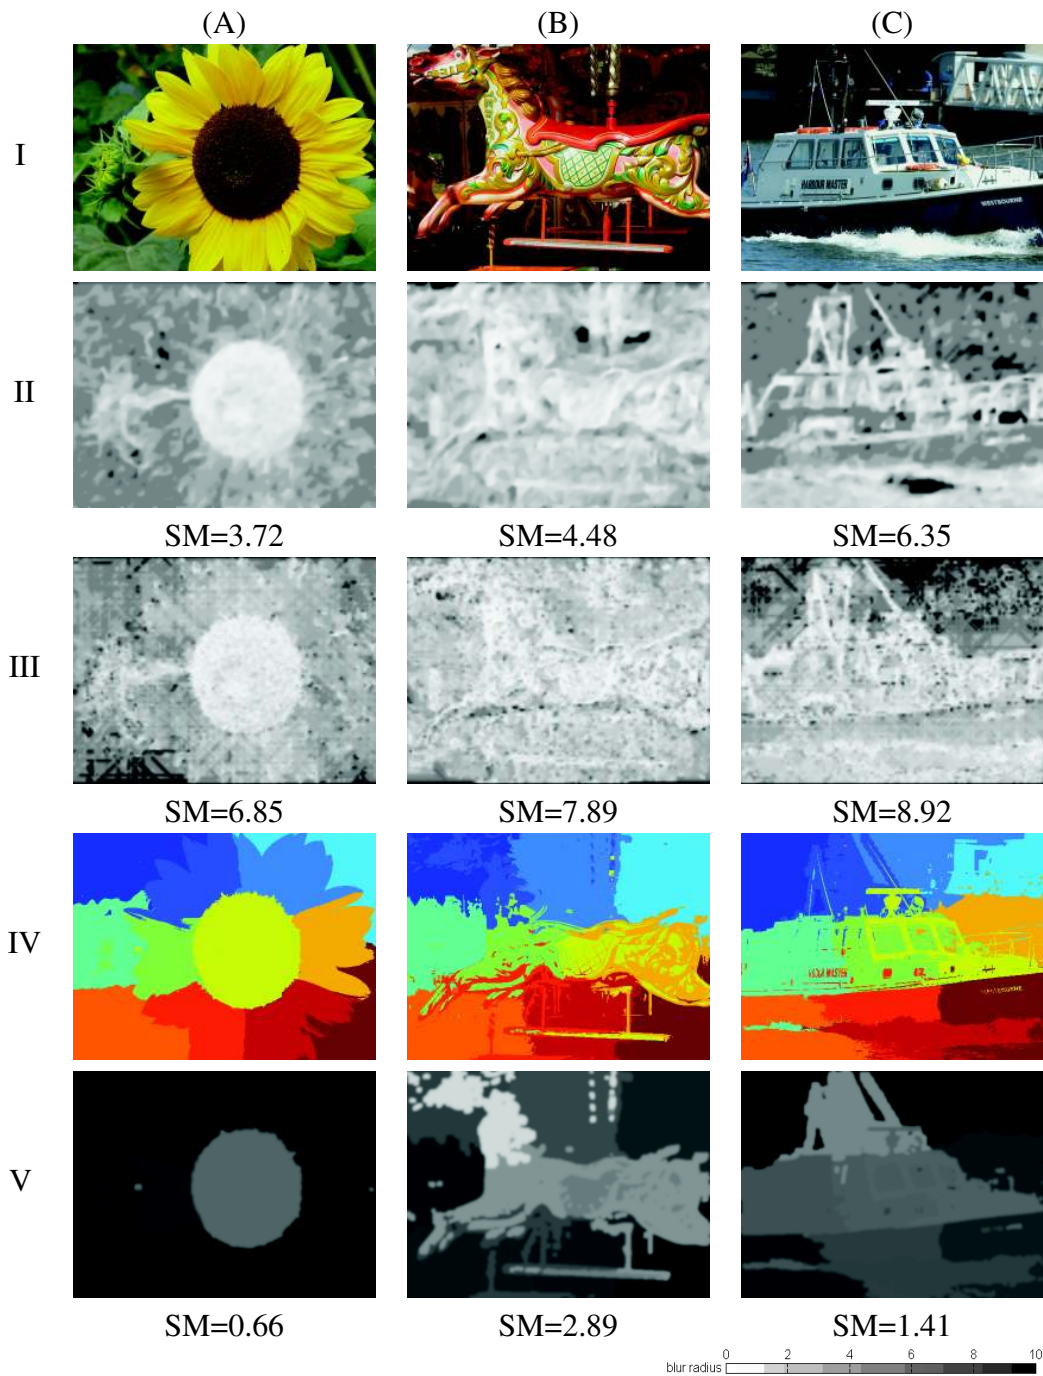 (A) (B) (C)
I
HARBOUR MASTER
WESTBOURNE
II
SM=3.72 SM=4.48 SM=6.35
III
SM=6.85 SM=7.89 SM=8.92
IV
MASTER
V
SM=0.66 SM=2.89 SM=1.41
0 2 4 6 8 10
blur radius